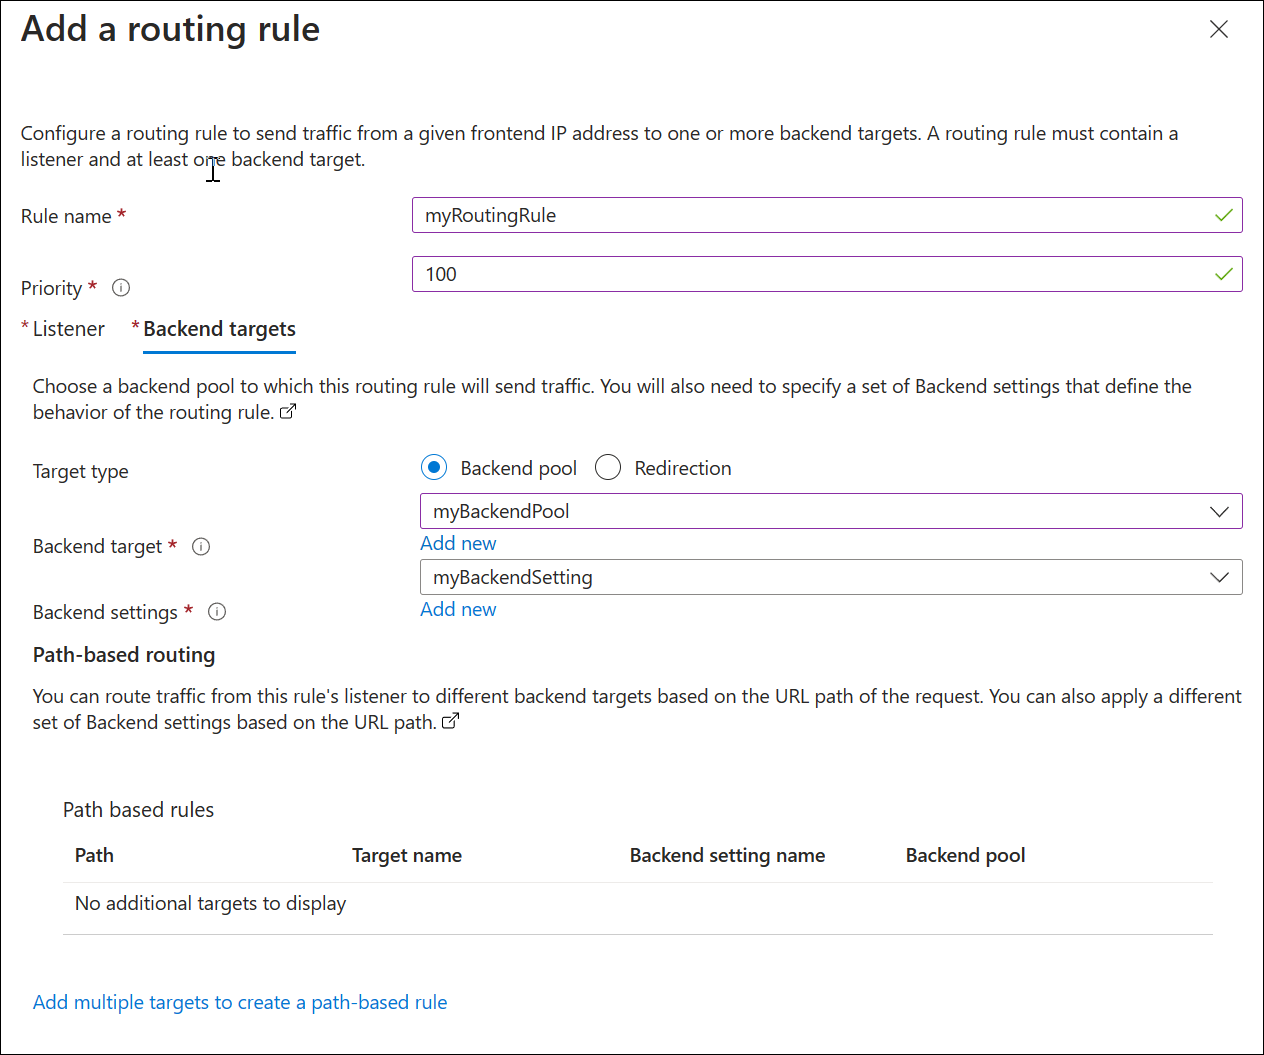 Add a routing rule
Configure a routing rule to send traffic from a given frontend IP address to one or more backend targets. A routing rule must contain a
listener and at least one backend target.
Rule name *
myRoutingRule
Priority *
100
* Listener * Backend targets
Choose a backend pool to which this routing rule will send traffic. You will also need to specify a set of Backend settings that define the
behavior of the routing rule.
Target type
Backend pool Redirection
myBackendPool
Backend target *
Add new
myBackendSetting
Backend settings *
Add new
Path-based routing
You can route traffic from this rule's listener to different backend targets based on the URL path of the request. You can also apply a different
set of Backend settings based on the URL path.
Path based rules
Path Target name Backend setting name Backend pool
No additional targets to display
Add multiple targets to create a path-based rule